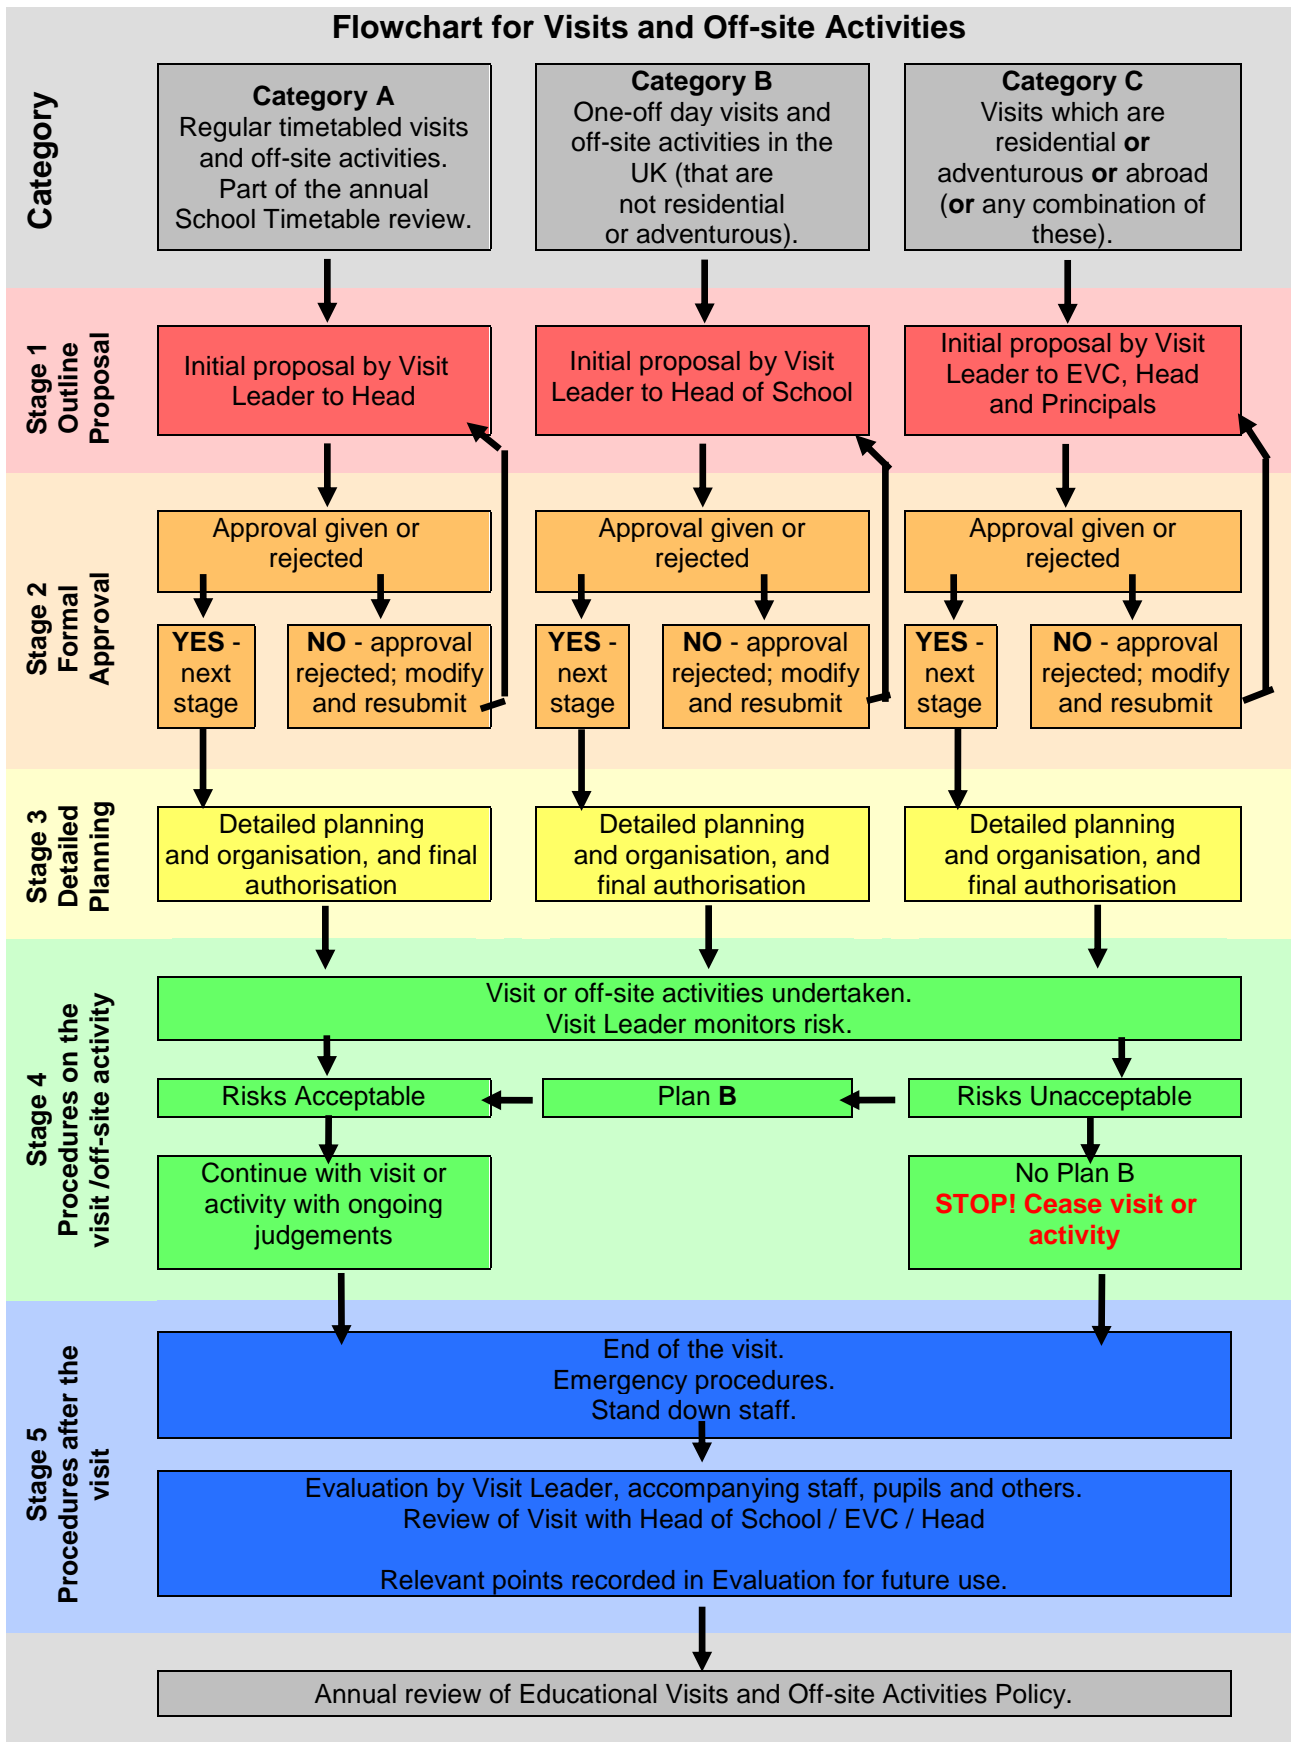 Flowchart for Visits and Off-site Activities
Category
Category A
Regular timetabled visits
and off-site activities.
Part of the annual
School Timetable review.
Category B
One-off day visits and
off-site activities in the
UK (that are
not residential
or adventurous).
Category C
Visits which are
residential or
adventurous or abroad
(or any combination of
these).
Stage 1
Outline
Proposal
Initial proposal by Visit
Leader to Head
Initial proposal by Visit
Leader to Head of School
Initial proposal by Visit
Leader to EVC, Head
and Principals
Stage 2
Formal
Approval
Approval given or
rejected
Approval given or
rejected
Approval given or
rejected
YES -
next
stage
NO - approval
rejected; modify
and resubmit
YES -
next
stage
NO - approval
rejected; modify
and resubmit
YES -
next
stage
NO - approval
rejected; modify
and resubmit
Stage 3
Detailed
Planning
Detailed planning
and organisation, and final
authorisation
Detailed planning
and organisation, and
final authorisation
Detailed planning
and organisation, and
final authorisation
Stage 4
Procedures on the
visit /off-site activity
Visit or off-site activities undertaken.
Visit Leader monitors risk.
Risks Acceptable
Plan B
Risks Unacceptable
Continue with visit or
activity with ongoing
judgements
No Plan B
STOP! Cease visit or
activity
Stage 5
Procedures after the
visit
End of the visit.
Emergency procedures.
Stand down staff.
Evaluation by Visit Leader, accompanying staff, pupils and others.
Review of Visit with Head of School / EVC / Head
Relevant points recorded in Evaluation for future use.
Annual review of Educational Visits and Off-site Activities Policy.